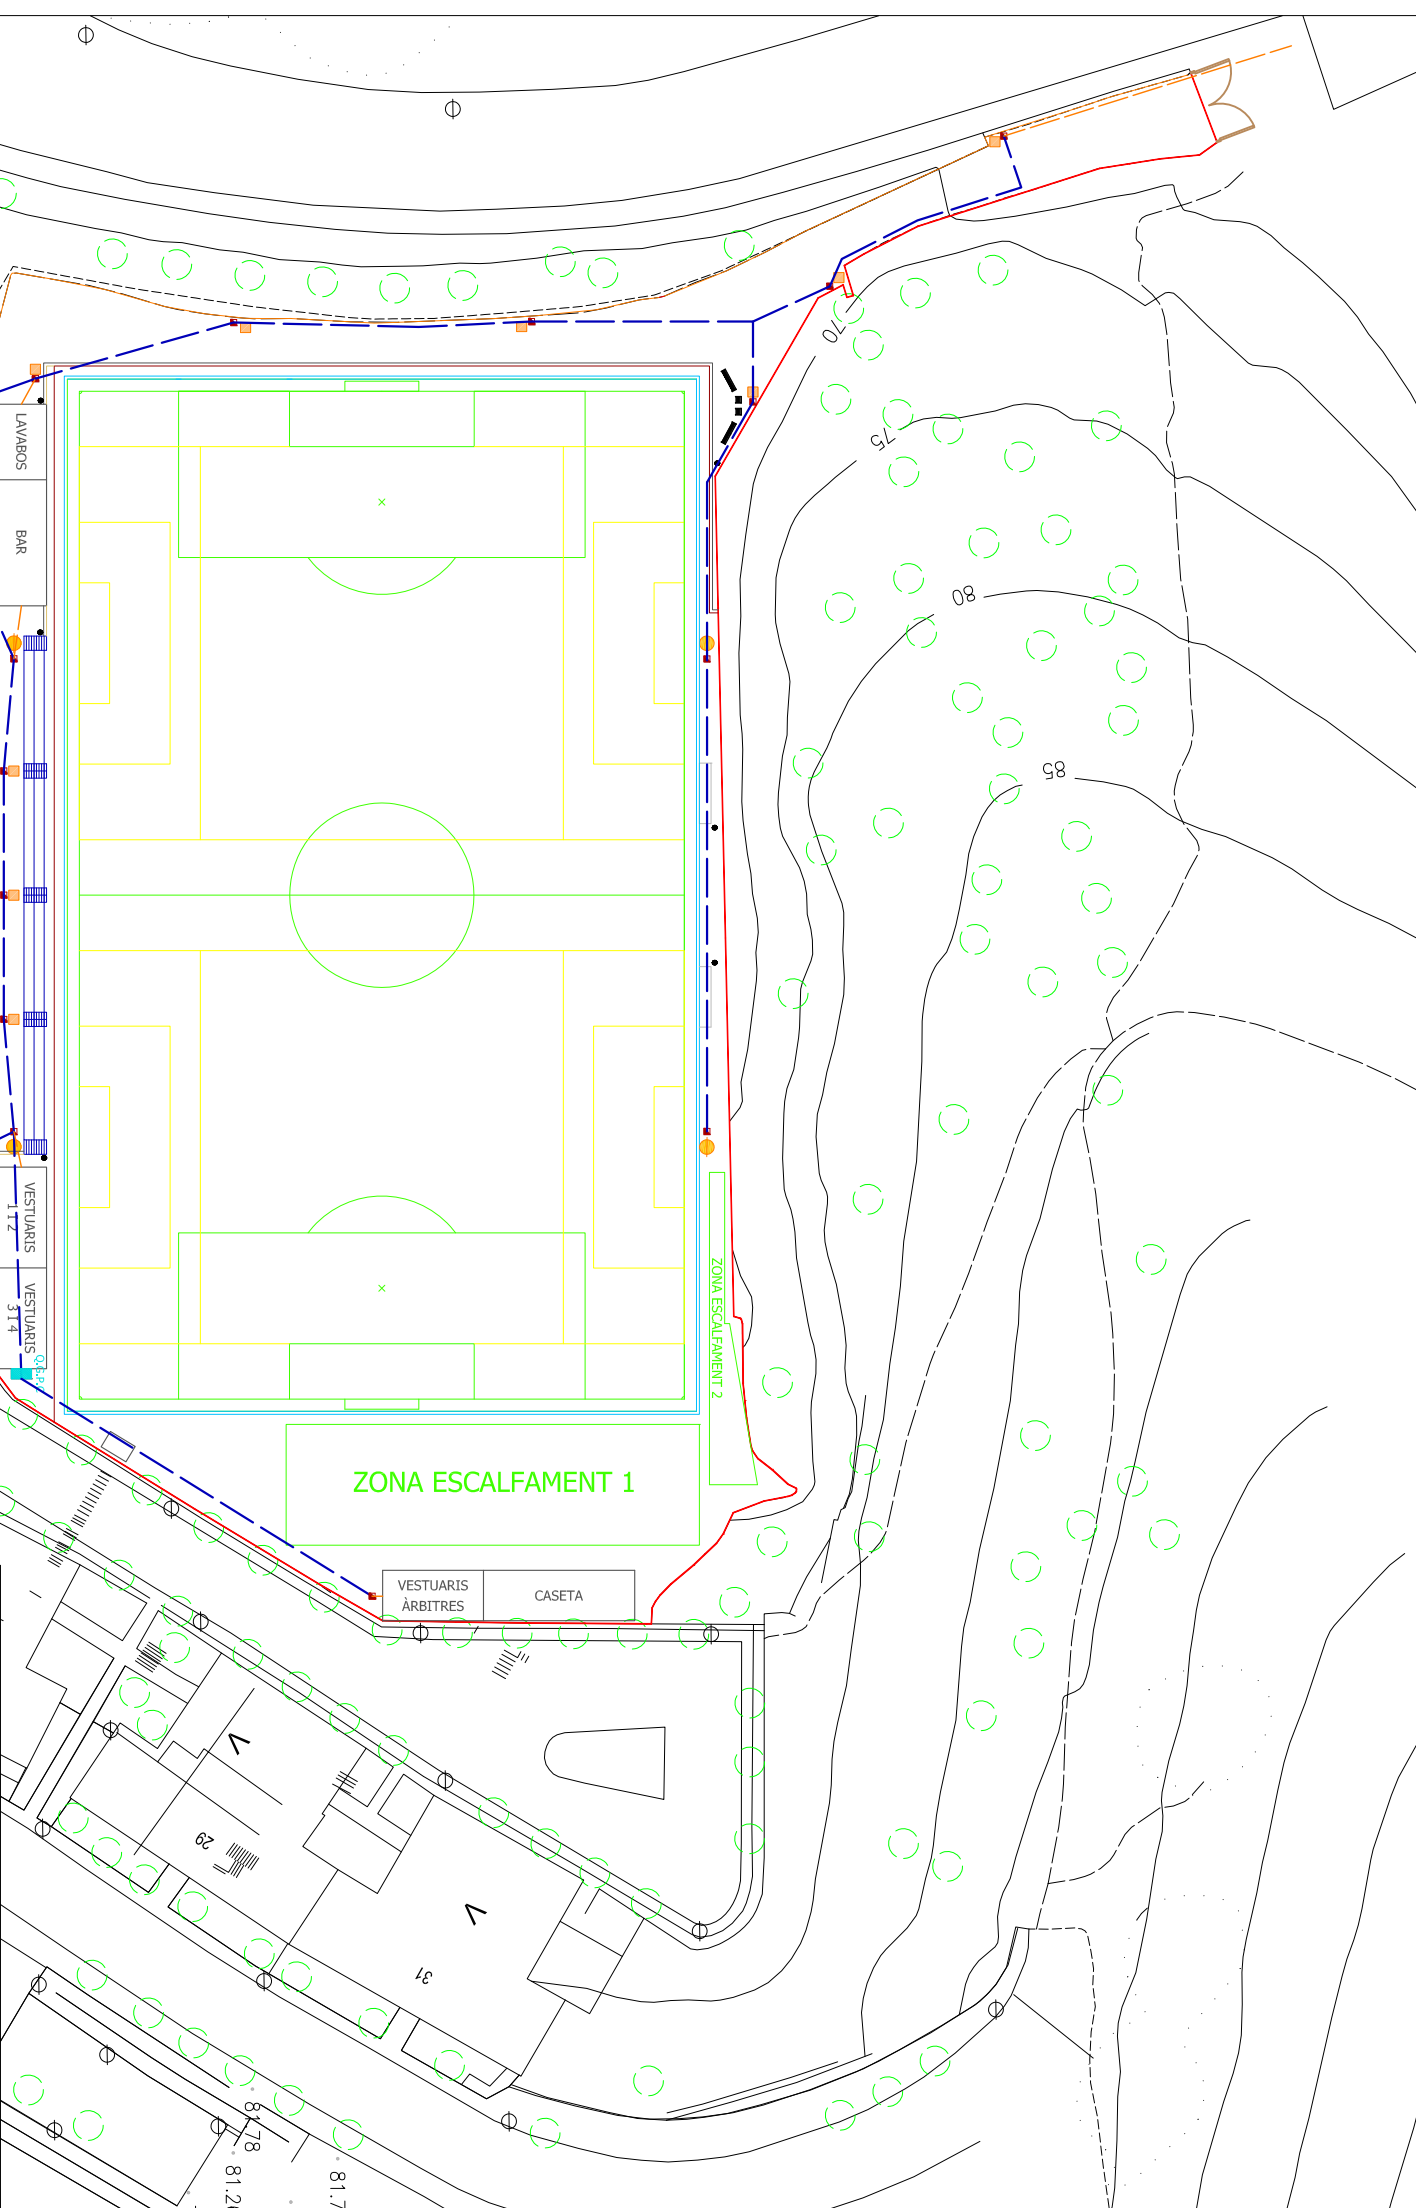 70
75
80
85
LAVABOS
BAR
VESTUARIS
1 I 2
VESTUARIS
3 I 4
ZONA ESCALFAMENT 2
ZONA ESCALFAMENT 1
VESTUARIS
ÀRBITRES
CASETA
V
29
V
31
81.78